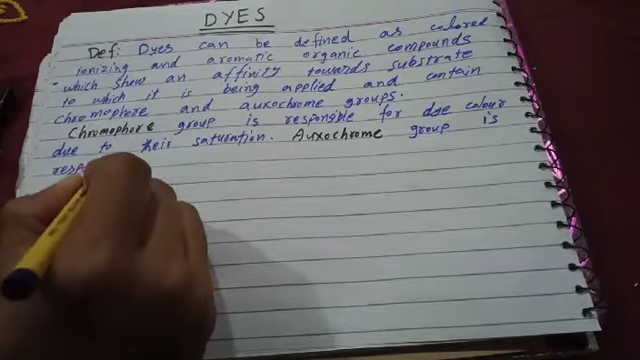 DYES
Def: Dyes can be defined as colored
ionizing and aromatic organic compounds
which show an affinity towards substrate
to which it is being applied and contain
chromophore and auxochrome groups.
Chromophore group is responsible for dye colour
due to their saturation. Auxochrome group is
resp